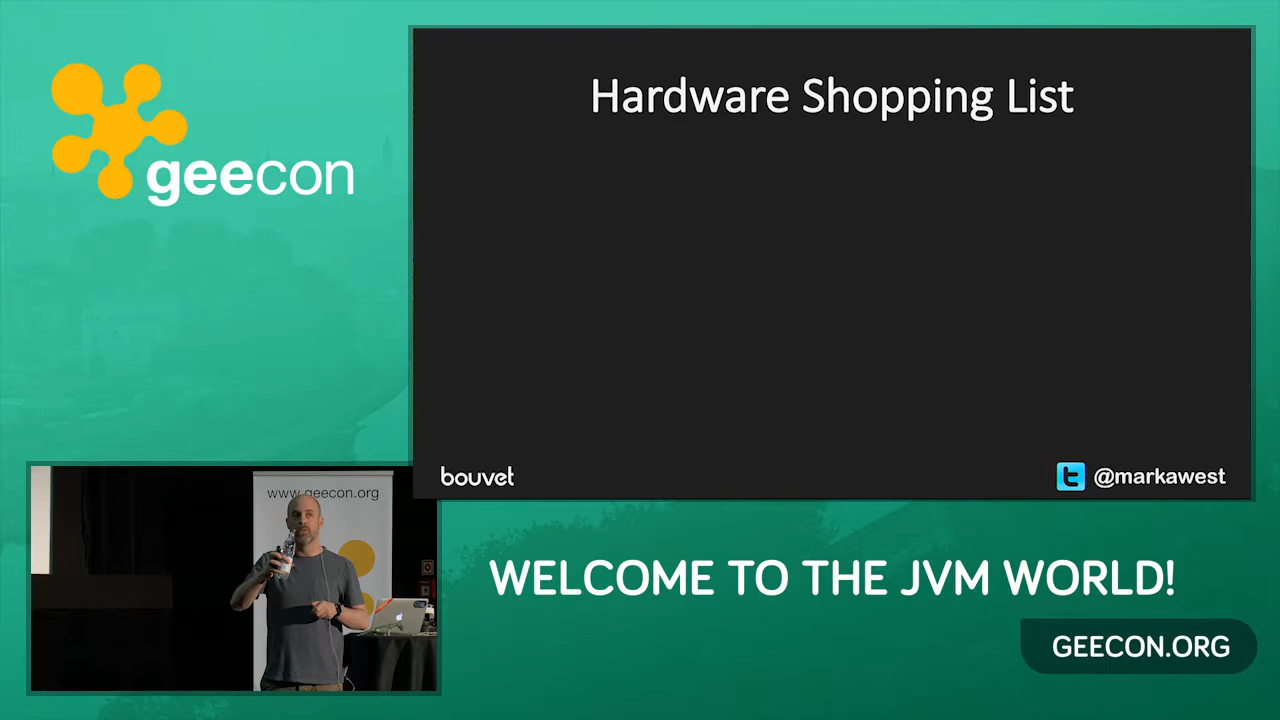 geecon
Hardware Shopping List
bouvet
@markawest
www.geecon.org
WELCOME TO THE JVM WORLD!
GEECON.ORG